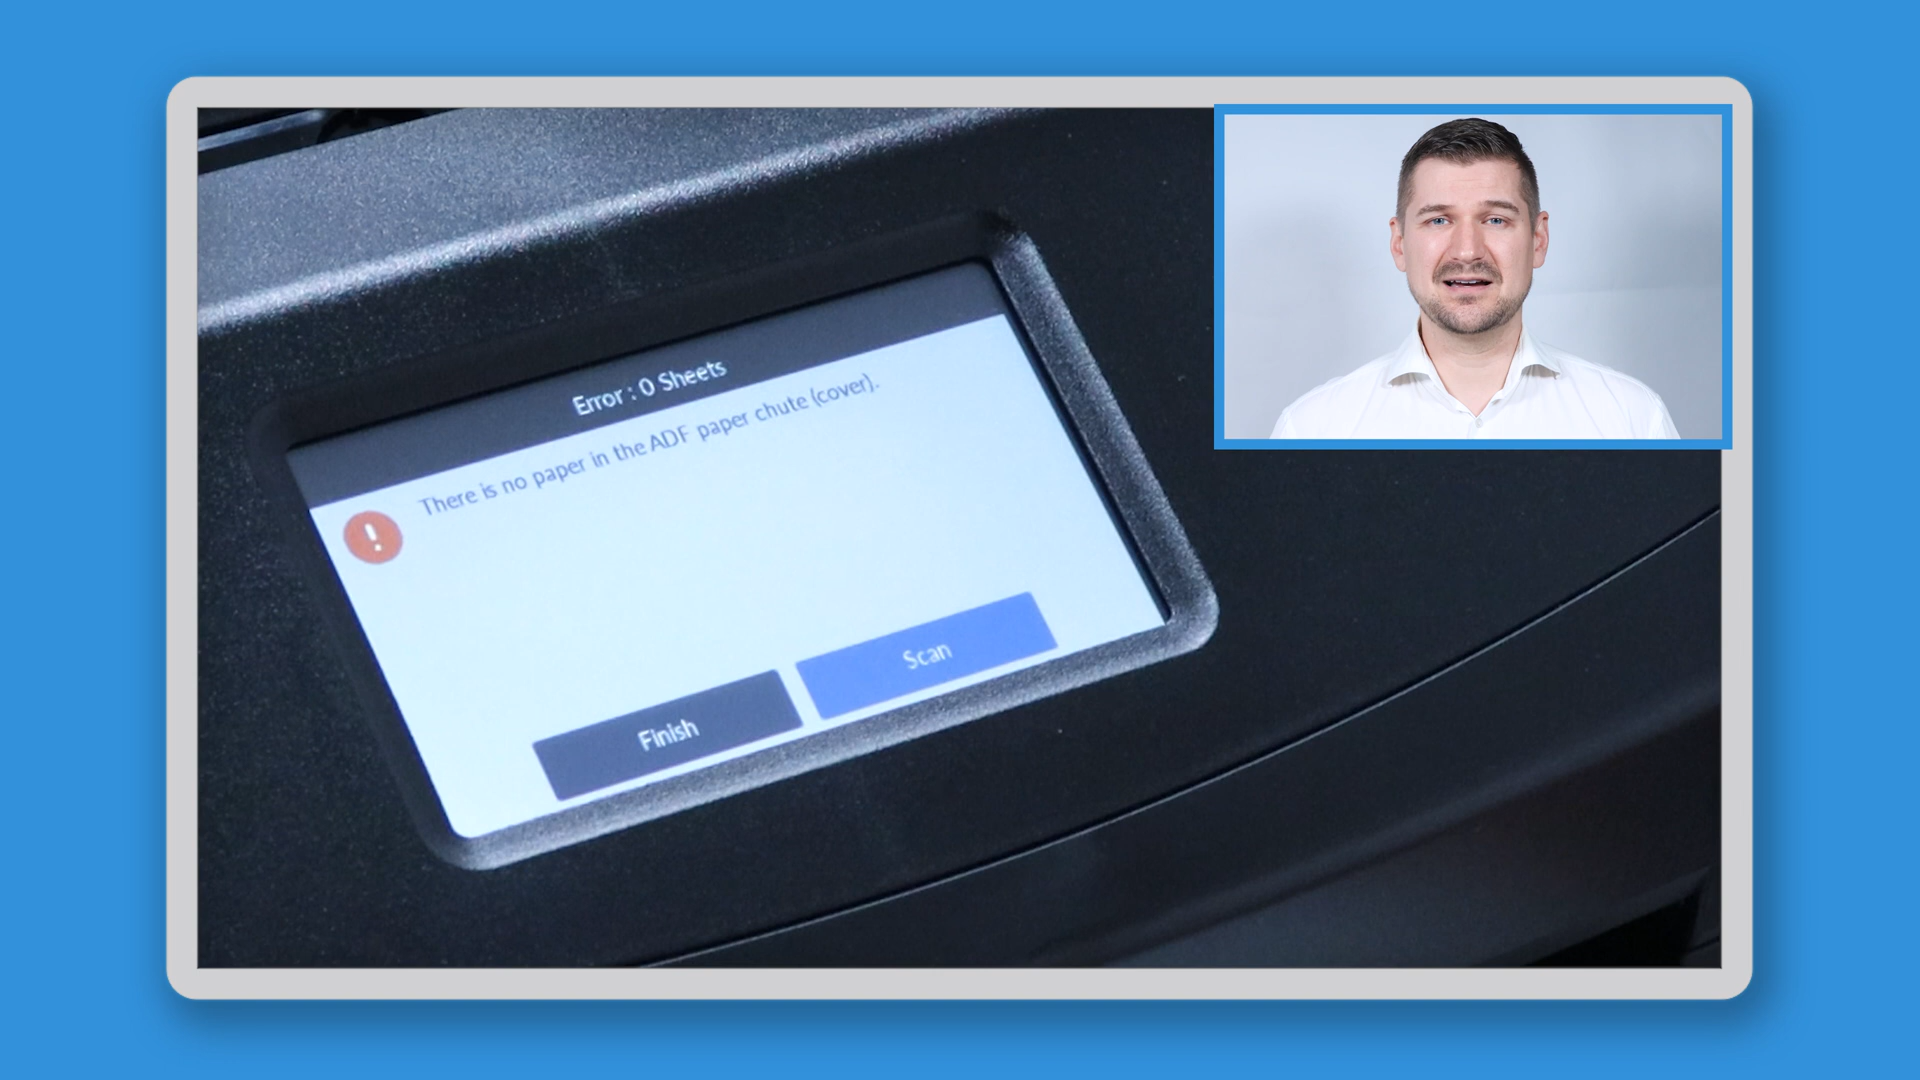 Error : 0 Sheets
There is no paper in the ADF paper chute (cover).
Finish
Scan